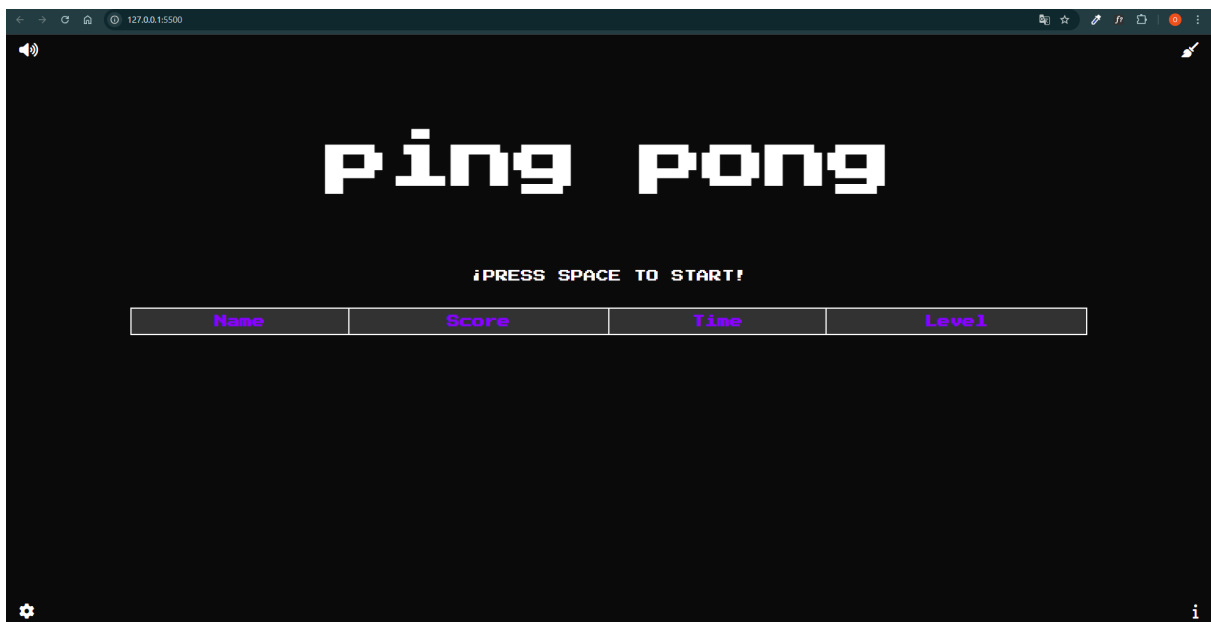 127.0.0.1:5500
ping pong
¡PRESS SPACE TO START!
Name Score Time Level